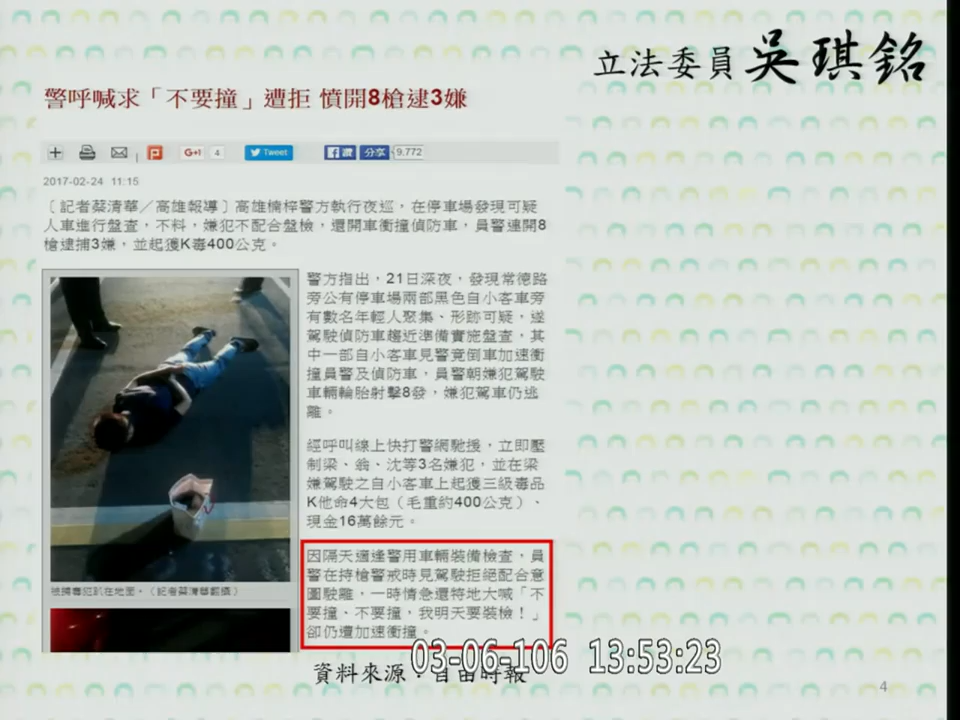 立法委員 吳琪銘
警呼喊求「不要撞」遭拒 憤開8槍逮3嫌
G+1 4 Tweet 讚 分享 9,772
2017-02-24 11:15
〔記者蔡清華／高雄報導〕高雄楠梓警方執行夜巡，在停車場發現可疑
人車進行盤查，不料，嫌犯不配合盤檢，還開車衝撞偵防車，員警連開8
槍逮捕3嫌，並起獲K毒400公克。
警方指出，21日深夜，發現常德路
旁公有停車場兩部黑色自小客車旁
有數名年輕人聚集、形跡可疑，遂
駕駛偵防車趨近準備實施盤查，其
中一部自小客車見警竟倒車加速衝
撞員警及偵防車，員警朝嫌犯駕駛
車輛輪胎射擊8發，嫌犯駕車仍逃
離。
經呼叫線上快打警網馳援，立即壓
制梁、翁、沈等3名嫌犯，並在梁
嫌駕駛之自小客車上起獲三級毒品
K他命4大包（毛重約400公克）、
現金16萬餘元。
因隔天適逢警用車輛裝備檢查，員
警在持槍警戒時見駕駛拒絕配合意
圖駛離，一時情急還特地大喊「不
要撞、不要撞，我明天要裝檢！」
卻仍遭加速衝撞。
被捕毒犯趴在地面。（記者蔡清華翻攝）
資料來源：自由時報
03-06-106 13:53:23
4